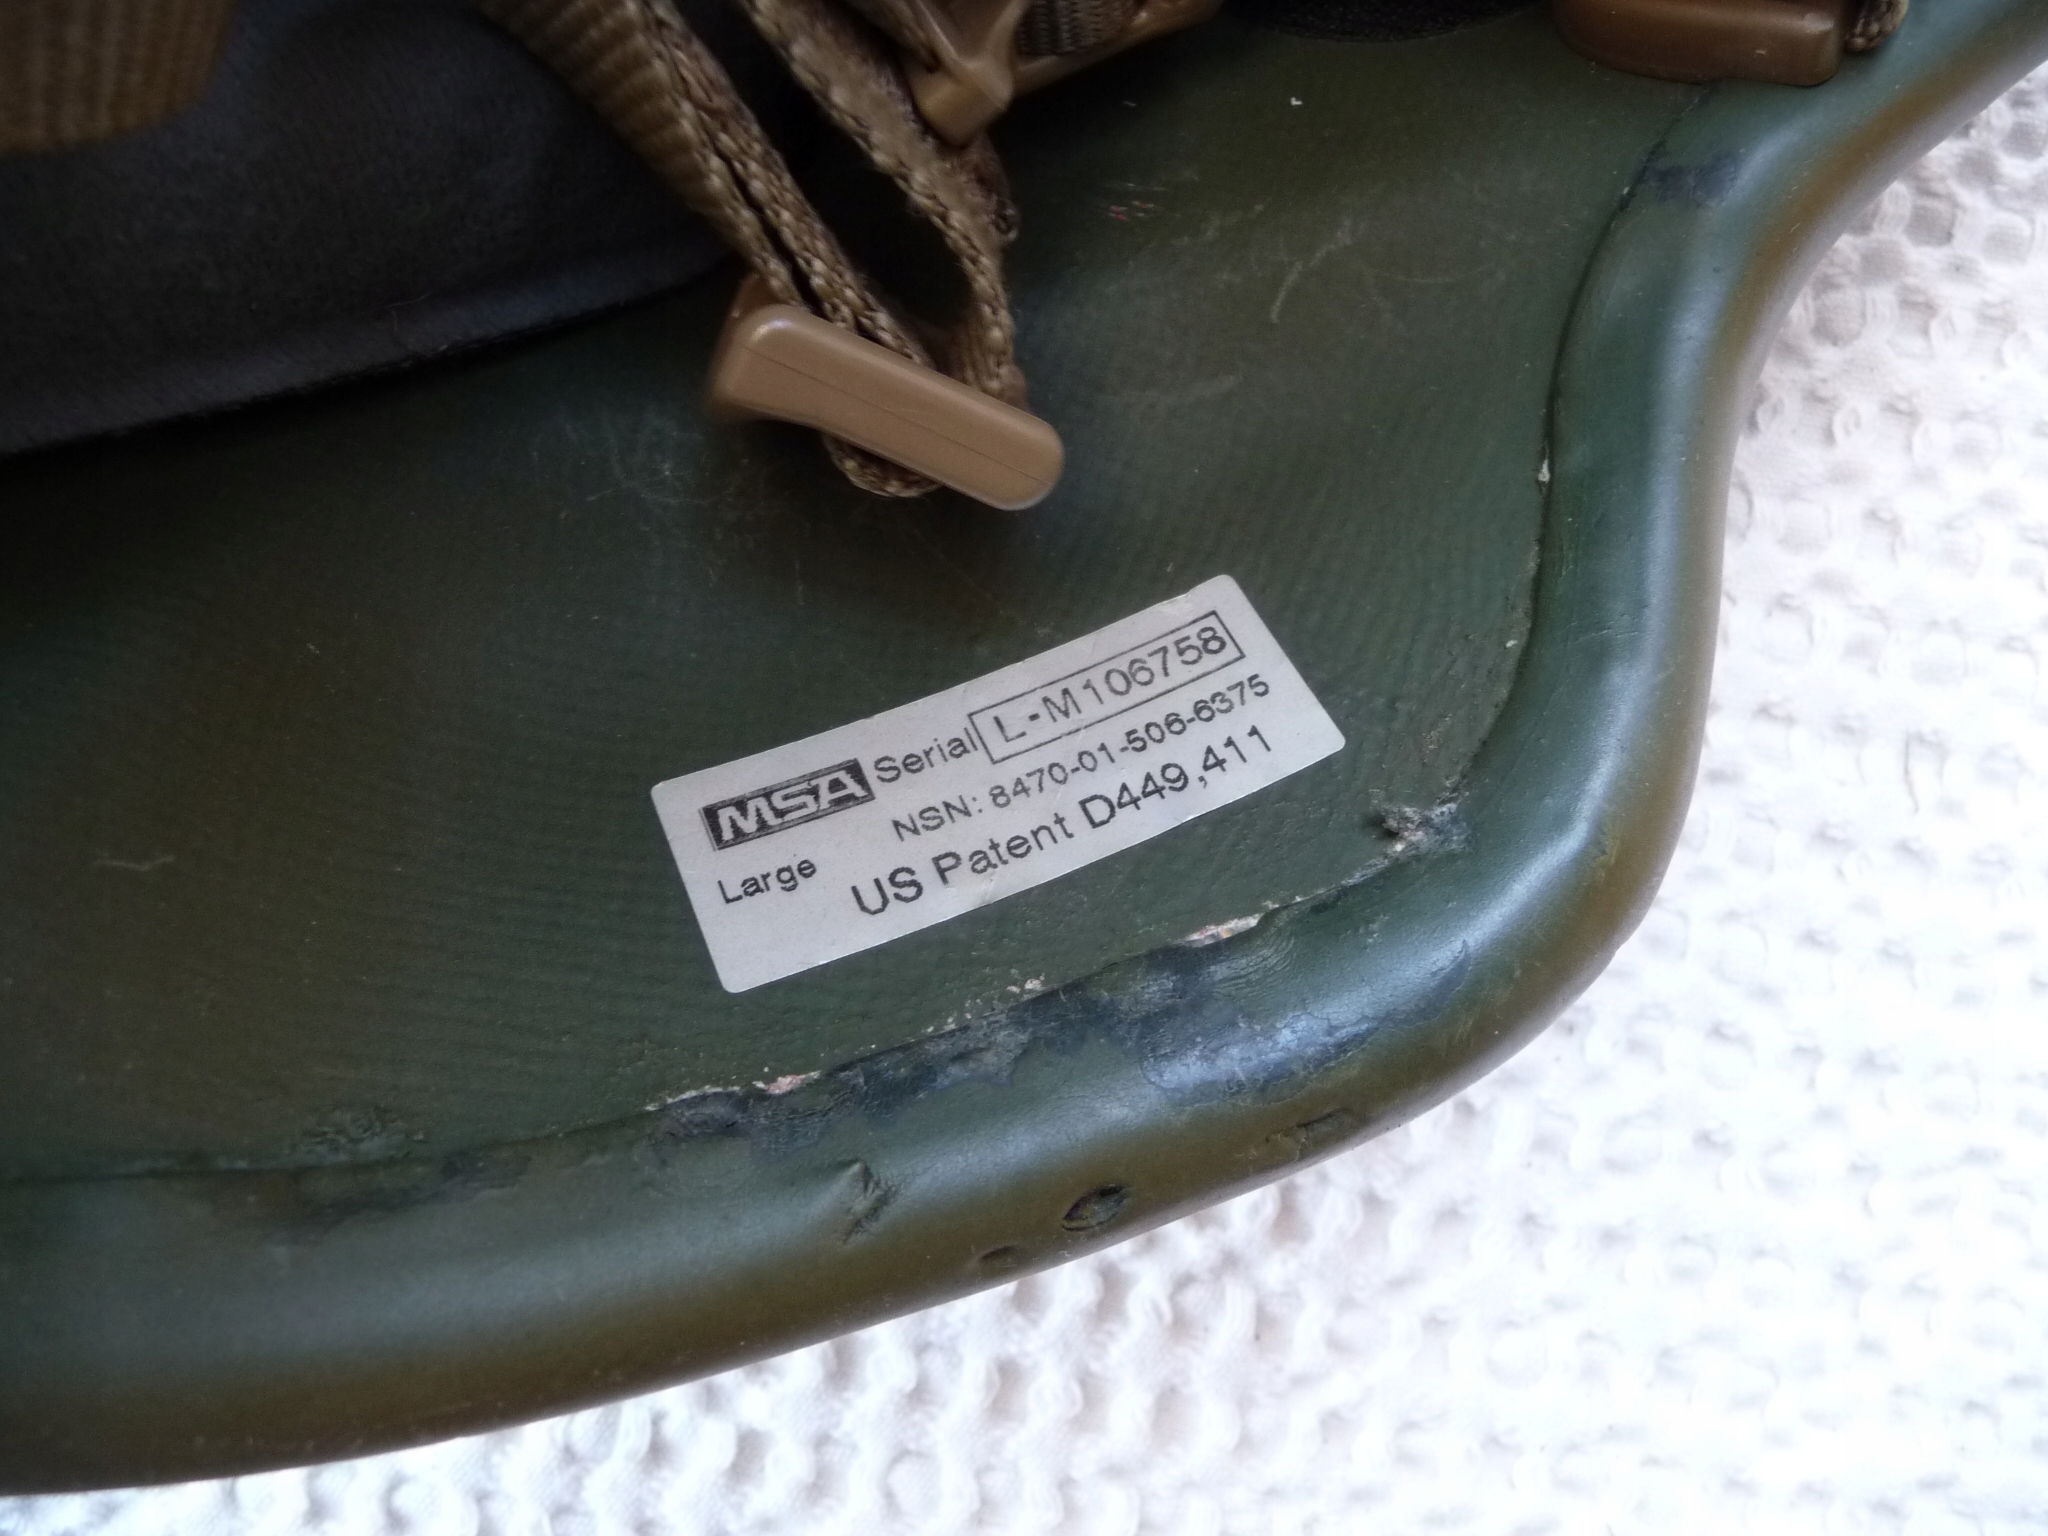 MSA Serial L-M106758
NSN: 8470-01-506-6375
Large US Patent D449,411